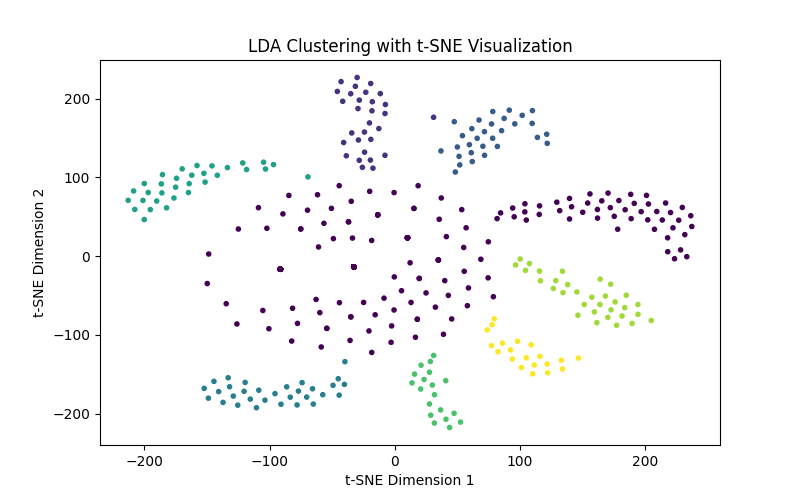 LDA Clustering with t-SNE Visualization
200
100
0
−100
−200
t-SNE Dimension 2
−200 −100 0 100 200
t-SNE Dimension 1